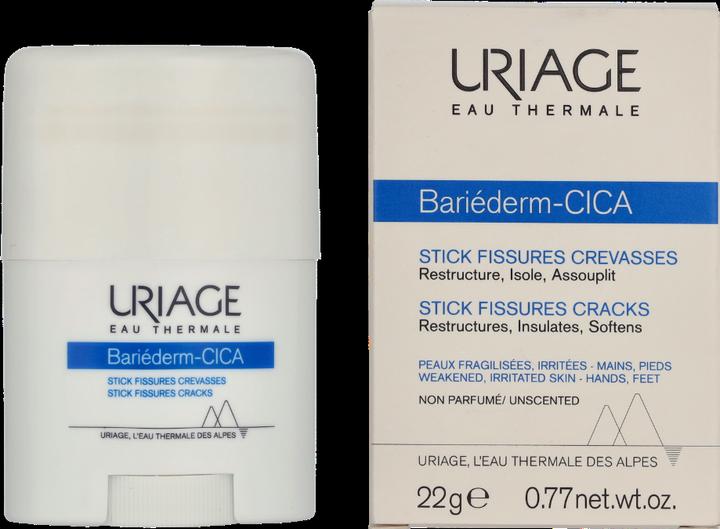 URIAGE
EAU THERMALE
Bariéderm-CICA
STICK FISSURES CREVASSES
STICK FISSURES CRACKS
URIAGE, L'EAU THERMALE DES ALPES
URIAGE
EAU THERMALE
Bariéderm-CICA
STICK FISSURES CREVASSES
Restructure, Isole, Assouplit
STICK FISSURES CRACKS
Restructures, Insulates, Softens
PEAUX FRAGILISÉES, IRRITÉES - MAINS, PIEDS
WEAKENED, IRRITATED SKIN - HANDS, FEET
NON PARFUMÉ/ UNSCENTED
URIAGE, L'EAU THERMALE DES ALPES
22g℮ 0.77net.wt.oz.